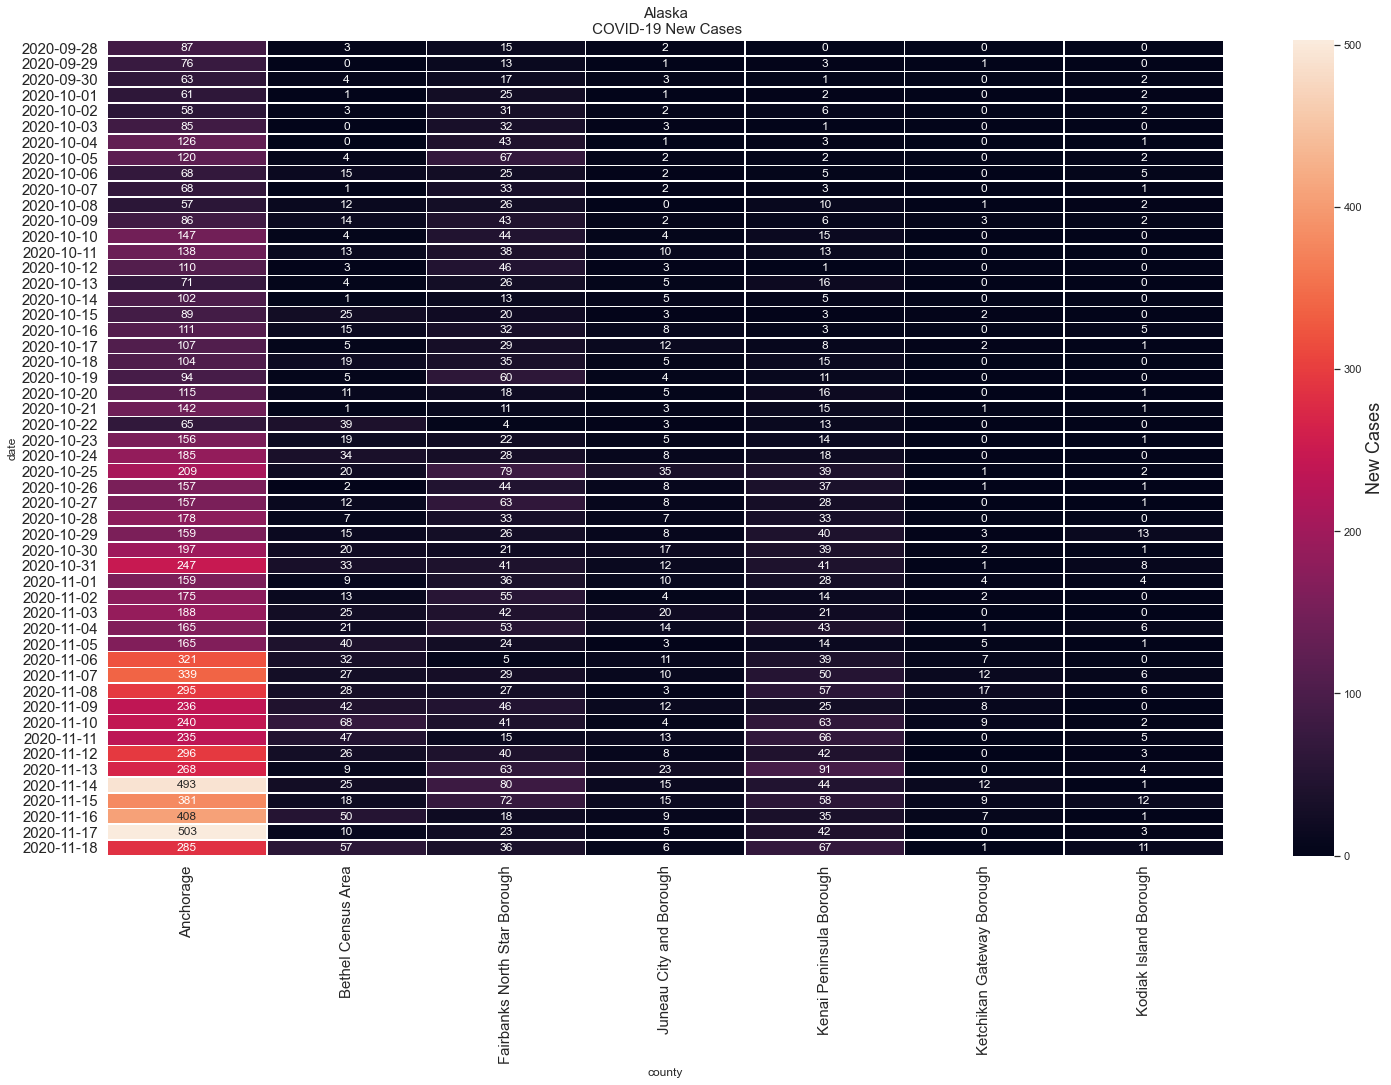 Alaska
COVID-19 New Cases
2020-09-28 87 3 15 2 0 0 0
2020-09-29 76 0 13 1 3 1 0
2020-09-30 63 4 17 3 1 0 2
2020-10-01 61 1 25 1 2 0 2
2020-10-02 58 3 31 2 6 0 2
2020-10-03 85 0 32 3 1 0 0
2020-10-04 126 0 43 1 3 0 1
2020-10-05 120 4 67 2 2 0 2
2020-10-06 68 15 25 2 5 0 5
2020-10-07 68 1 33 2 3 0 1
2020-10-08 57 12 26 0 10 1 2
2020-10-09 86 14 43 2 6 3 2
2020-10-10 147 4 44 4 15 0 0
2020-10-11 138 13 38 10 13 0 0
2020-10-12 110 3 46 3 1 0 0
2020-10-13 71 4 26 5 16 0 0
2020-10-14 102 1 13 5 5 0 0
2020-10-15 89 25 20 3 3 2 0
2020-10-16 111 15 32 8 3 0 5
2020-10-17 107 5 29 12 8 2 1
2020-10-18 104 19 35 5 15 0 0
2020-10-19 94 5 60 4 11 0 0
2020-10-20 115 11 18 5 16 0 1
2020-10-21 142 1 11 3 15 1 1
2020-10-22 65 39 4 3 13 0 0
2020-10-23 156 19 22 5 14 0 1
2020-10-24 185 34 28 8 18 0 0
2020-10-25 209 20 79 35 39 1 2
2020-10-26 157 2 44 8 37 1 1
2020-10-27 157 12 63 8 28 0 1
2020-10-28 178 7 33 7 33 0 0
2020-10-29 159 15 26 8 40 3 13
2020-10-30 197 20 21 17 39 2 1
2020-10-31 247 33 41 12 41 1 8
2020-11-01 159 9 36 10 28 4 4
2020-11-02 175 13 55 4 14 2 0
2020-11-03 188 25 42 20 21 0 0
2020-11-04 165 21 53 14 43 1 6
2020-11-05 165 40 24 3 14 5 1
2020-11-06 321 32 5 11 39 7 0
2020-11-07 339 27 29 10 50 12 6
2020-11-08 295 28 27 3 57 17 6
2020-11-09 236 42 46 12 25 8 0
2020-11-10 240 68 41 4 63 9 2
2020-11-11 235 47 15 13 66 0 5
2020-11-12 296 26 40 8 42 0 3
2020-11-13 268 9 63 23 91 0 4
2020-11-14 493 25 80 15 44 12 1
2020-11-15 381 18 72 15 58 9 12
2020-11-16 408 50 18 9 35 7 1
2020-11-17 503 10 23 5 42 0 3
2020-11-18 285 57 36 6 67 1 11
date
Anchorage
Bethel Census Area
Fairbanks North Star Borough
Juneau City and Borough
Kenai Peninsula Borough
Ketchikan Gateway Borough
Kodiak Island Borough
county
500
400
300
200
100
0
New Cases